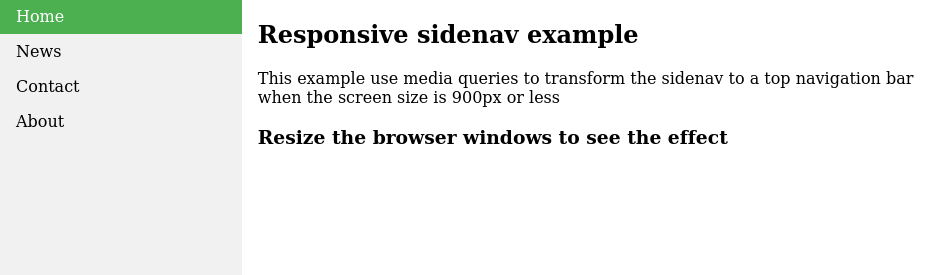 Home
News
Contact
About
Responsive sidenav example
This example use media queries to transform the sidenav to a top navigation bar
when the screen size is 900px or less
Resize the browser windows to see the effect